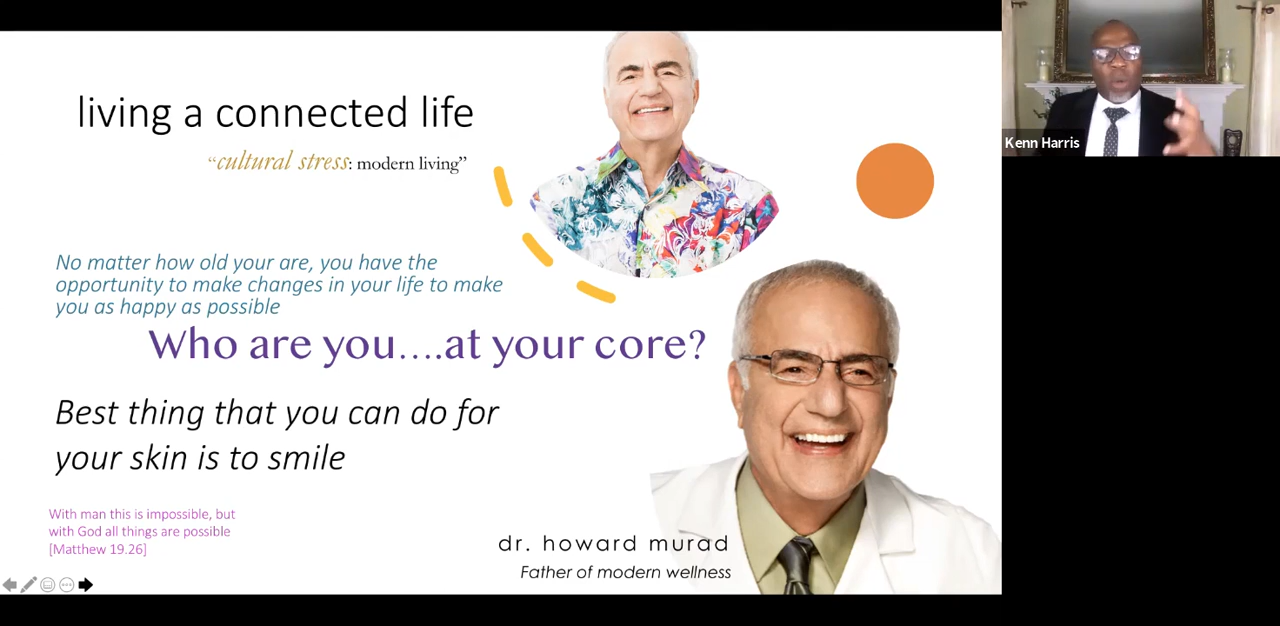 living a connected life
“cultural stress: modern living”
No matter how old your are, you have the
opportunity to make changes in your life to make
you as happy as possible
Who are you....at your core?
Best thing that you can do for
your skin is to smile
With man this is impossible, but
with God all things are possible
[Matthew 19.26]
dr. howard murad
Father of modern wellness
Kenn Harris